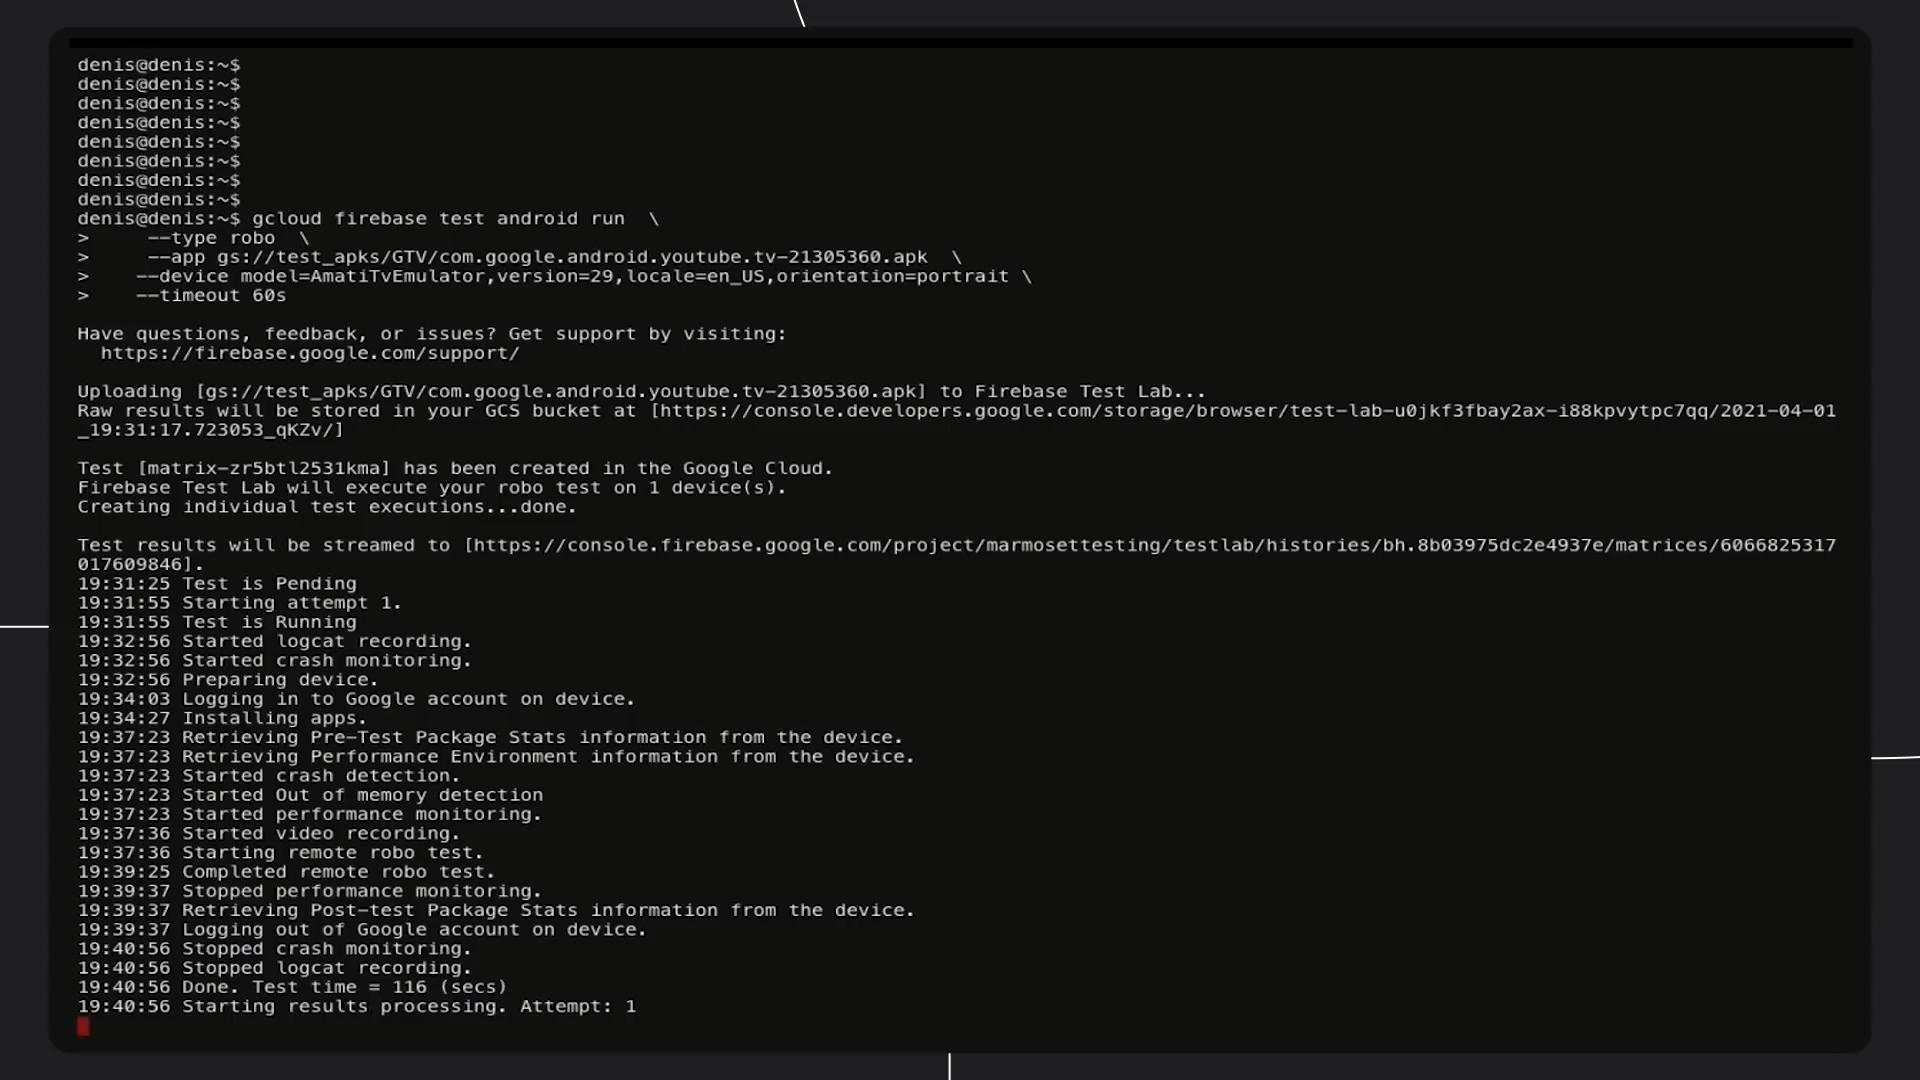 denis@denis:~$
denis@denis:~$
denis@denis:~$
denis@denis:~$
denis@denis:~$
denis@denis:~$
denis@denis:~$
denis@denis:~$
denis@denis:~$ gcloud firebase test android run  \
>     --type robo  \
>     --app gs://test_apks/GTV/com.google.android.youtube.tv-21305360.apk  \
>    --device model=AmatiTvEmulator,version=29,locale=en_US,orientation=portrait \
>    --timeout 60s
Have questions, feedback, or issues? Get support by visiting:
  https://firebase.google.com/support/
Uploading [gs://test_apks/GTV/com.google.android.youtube.tv-21305360.apk] to Firebase Test Lab...
Raw results will be stored in your GCS bucket at [https://console.developers.google.com/storage/browser/test-lab-u0jkf3fbay2ax-i88kpvytpc7qq/2021-04-01
_19:31:17.723053_qKZv/]
Test [matrix-zr5btl2531kma] has been created in the Google Cloud.
Firebase Test Lab will execute your robo test on 1 device(s).
Creating individual test executions...done.
Test results will be streamed to [https://console.firebase.google.com/project/marmosettesting/testlab/histories/bh.8b03975dc2e4937e/matrices/6066825317
017609846].
19:31:25 Test is Pending
19:31:55 Starting attempt 1.
19:31:55 Test is Running
19:32:56 Started logcat recording.
19:32:56 Started crash monitoring.
19:32:56 Preparing device.
19:34:03 Logging in to Google account on device.
19:34:27 Installing apps.
19:37:23 Retrieving Pre-Test Package Stats information from the device.
19:37:23 Retrieving Performance Environment information from the device.
19:37:23 Started crash detection.
19:37:23 Started Out of memory detection
19:37:23 Started performance monitoring.
19:37:36 Started video recording.
19:37:36 Starting remote robo test.
19:39:25 Completed remote robo test.
19:39:37 Stopped performance monitoring.
19:39:37 Retrieving Post-test Package Stats information from the device.
19:39:37 Logging out of Google account on device.
19:40:56 Stopped crash monitoring.
19:40:56 Stopped logcat recording.
19:40:56 Done. Test time = 116 (secs)
19:40:56 Starting results processing. Attempt: 1